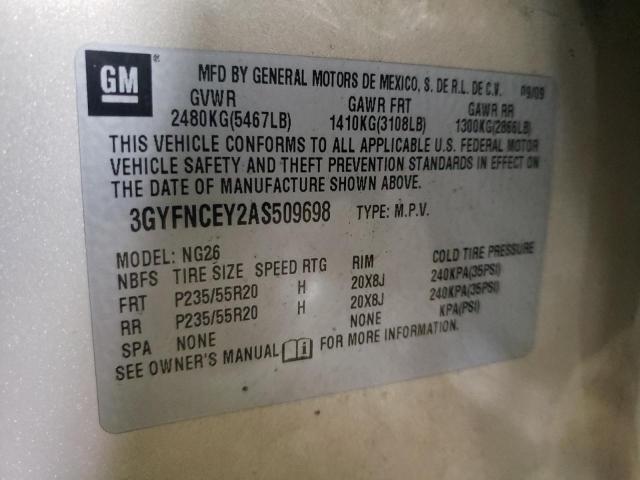 GM ®
MFD BY GENERAL MOTORS DE MEXICO, S. DE R.L. DE C.V. 09/09
GVWR GAWR FRT GAWR RR
2480KG(5467LB) 1410KG(3108LB) 1300KG(2866LB)
THIS VEHICLE CONFORMS TO ALL APPLICABLE U.S. FEDERAL MOTOR
VEHICLE SAFETY AND THEFT PREVENTION STANDARDS IN EFFECT ON
THE DATE OF MANUFACTURE SHOWN ABOVE.
3GYFNCEY2AS509698 TYPE: M.P.V.
MODEL: NG26
NBFS TIRE SIZE SPEED RTG RIM COLD TIRE PRESSURE
FRT P235/55R20 H 20X8J 240KPA(35PSI)
RR P235/55R20 H 20X8J 240KPA(35PSI)
SPA NONE NONE KPA(PSI)
SEE OWNER'S MANUAL FOR MORE INFORMATION.